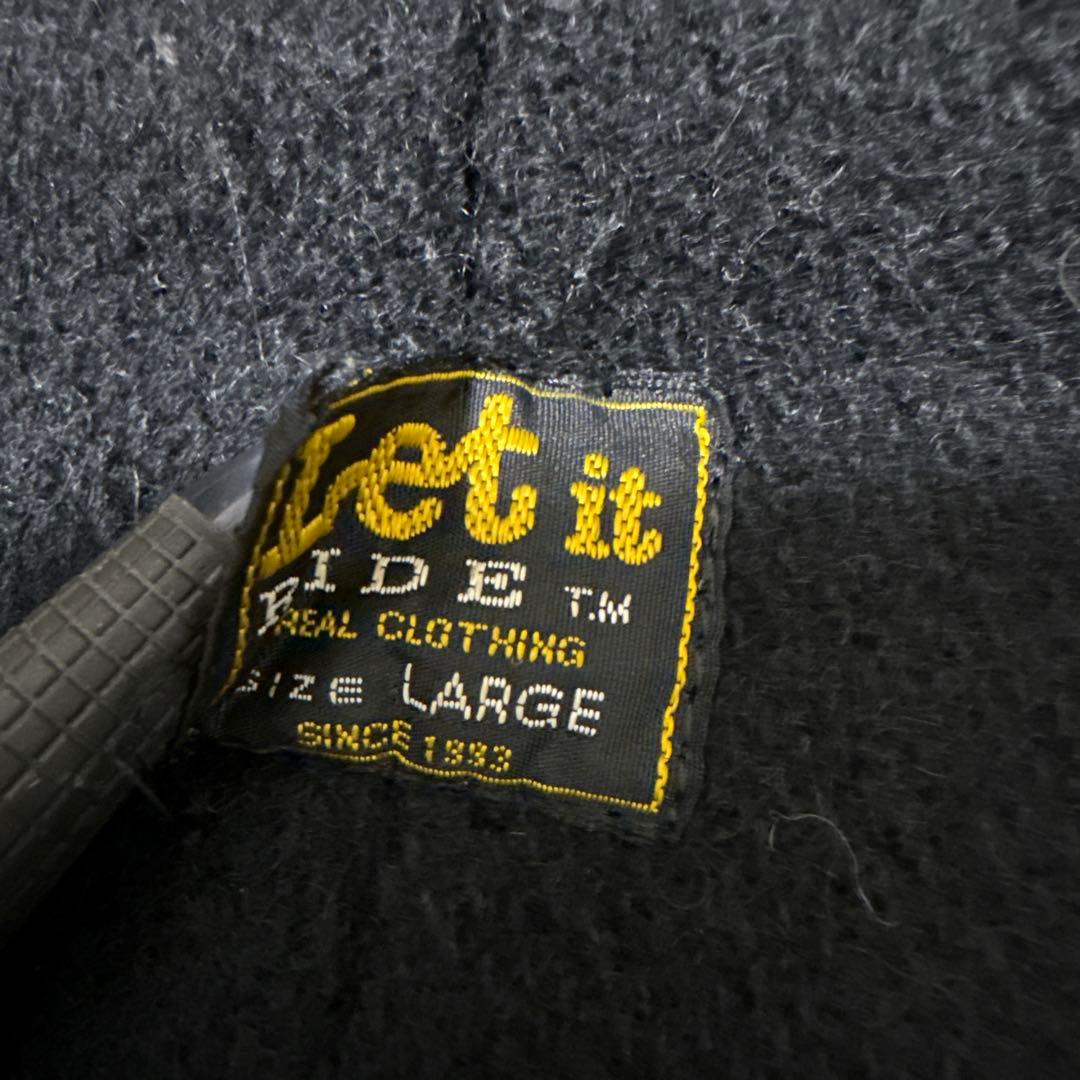 Let it
RIDE T.M
REAL CLOTHING
SIZE LARGE
SINCE 1993